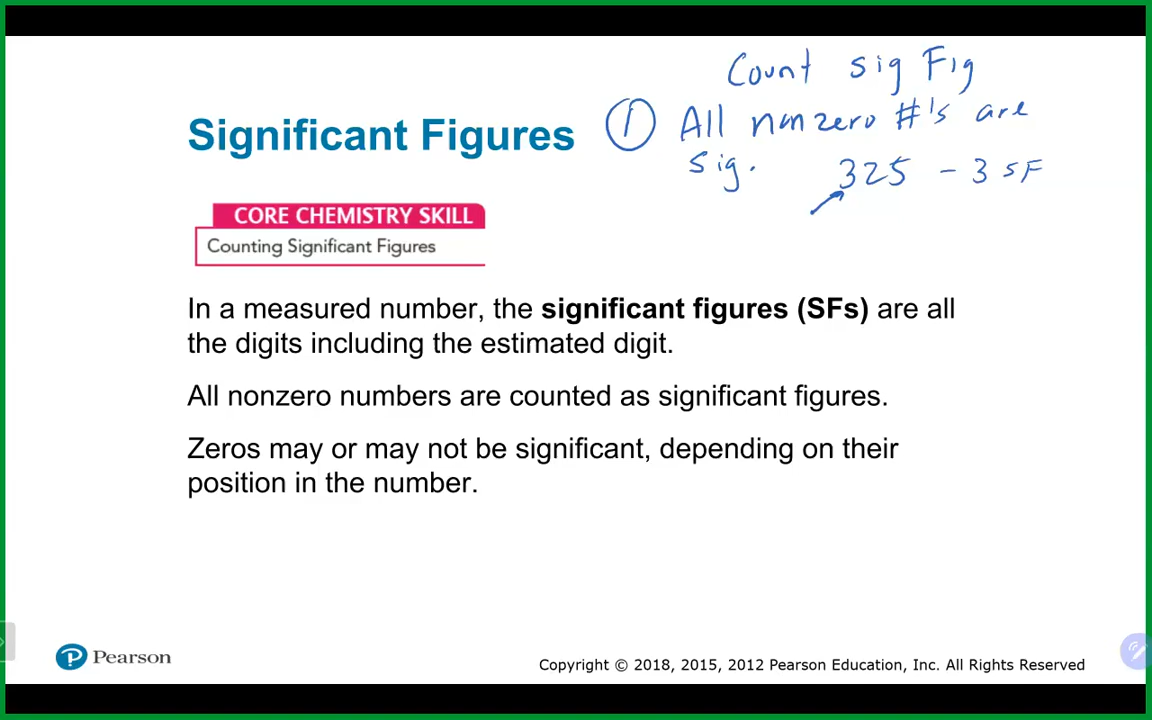 Count sig Fig
Significant Figures
① All nonzero #'s are
sig. 325 - 3 SF
CORE CHEMISTRY SKILL
Counting Significant Figures
In a measured number, the significant figures (SFs) are all
the digits including the estimated digit.
All nonzero numbers are counted as significant figures.
Zeros may or may not be significant, depending on their
position in the number.
P Pearson
Copyright © 2018, 2015, 2012 Pearson Education, Inc. All Rights Reserved